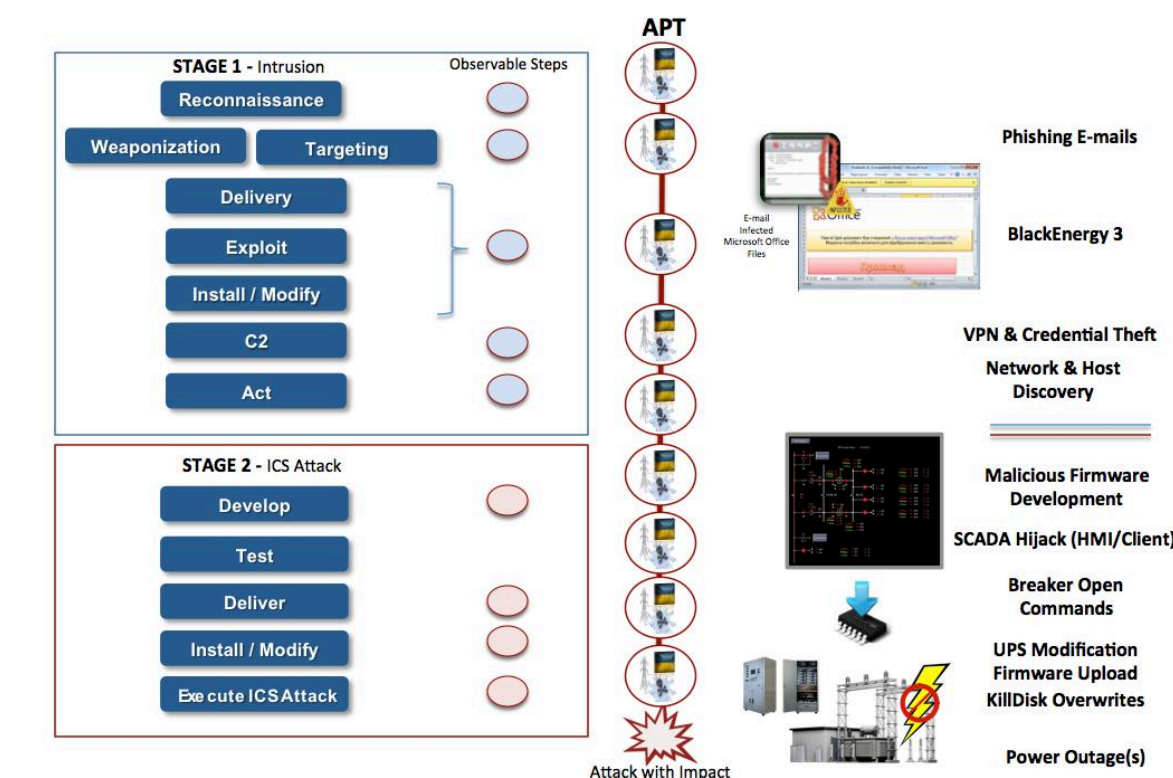 APT
STAGE 1 - Intrusion
Observable Steps
Reconnaissance
Weaponization
Targeting
Delivery
Exploit
Install / Modify
C2
Act
STAGE 2 - ICS Attack
Develop
Test
Deliver
Install / Modify
Execute ICS Attack
Attack with Impact
E-mail
Infected
Microsoft Office
Files
INFECTED
Office
Phishing E-mails
BlackEnergy 3
VPN & Credential Theft
Network & Host
Discovery
Malicious Firmware
Development
SCADA Hijack (HMI/Client)
Breaker Open
Commands
UPS Modification
Firmware Upload
KillDisk Overwrites
Power Outage(s)